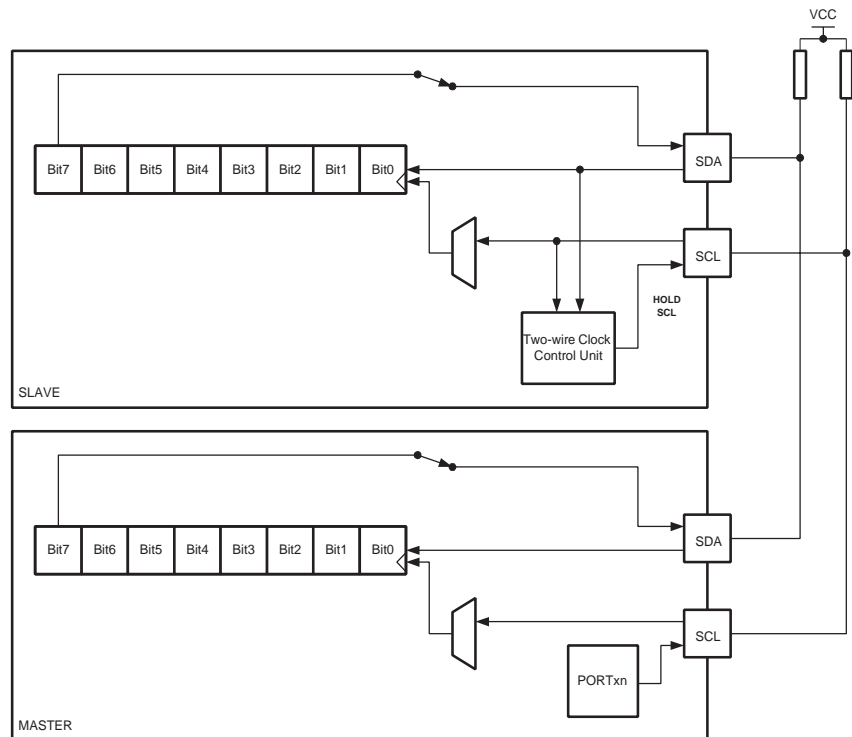 VCC
Bit7 Bit6 Bit5 Bit4 Bit3 Bit2 Bit1 Bit0
SDA
SCL
HOLD
SCL
Two-wire Clock
Control Unit
SLAVE
Bit7 Bit6 Bit5 Bit4 Bit3 Bit2 Bit1 Bit0
SDA
SCL
PORTxn
MASTER